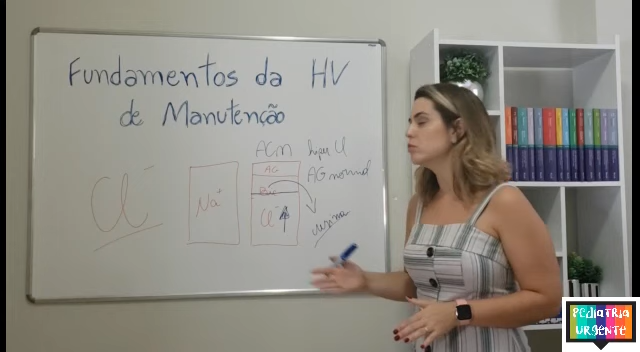 Fundamentos da HV
de Manutenção
ACM hiper Cl
AG normal
AG
Cl⁻
Na⁺
Cl⁻
PEDIATRIA
URGENTE